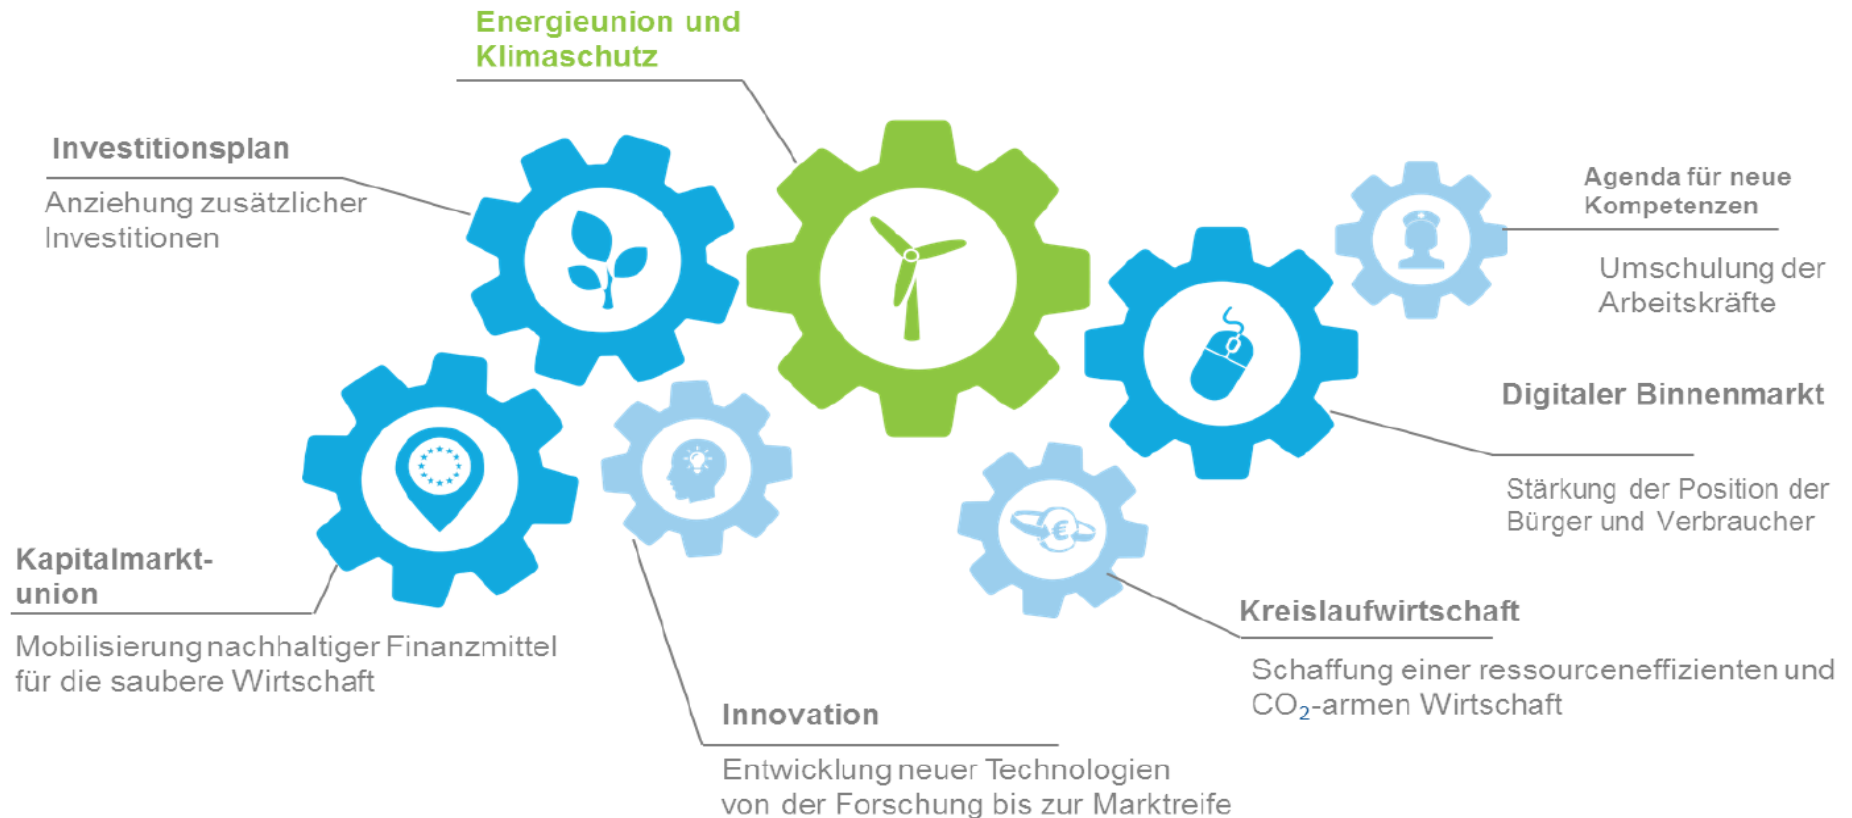 Energieunion und
Klimaschutz
Investitionsplan
Anziehung zusätzlicher
Investitionen
Agenda für neue
Kompetenzen
Umschulung der
Arbeitskräfte
Digitaler Binnenmarkt
Stärkung der Position der
Bürger und Verbraucher
Kapitalmarkt-
union
Mobilisierung nachhaltiger Finanzmittel
für die saubere Wirtschaft
€
Kreislaufwirtschaft
Schaffung einer ressourceneffizienten und
CO₂-armen Wirtschaft
Innovation
Entwicklung neuer Technologien
von der Forschung bis zur Marktreife